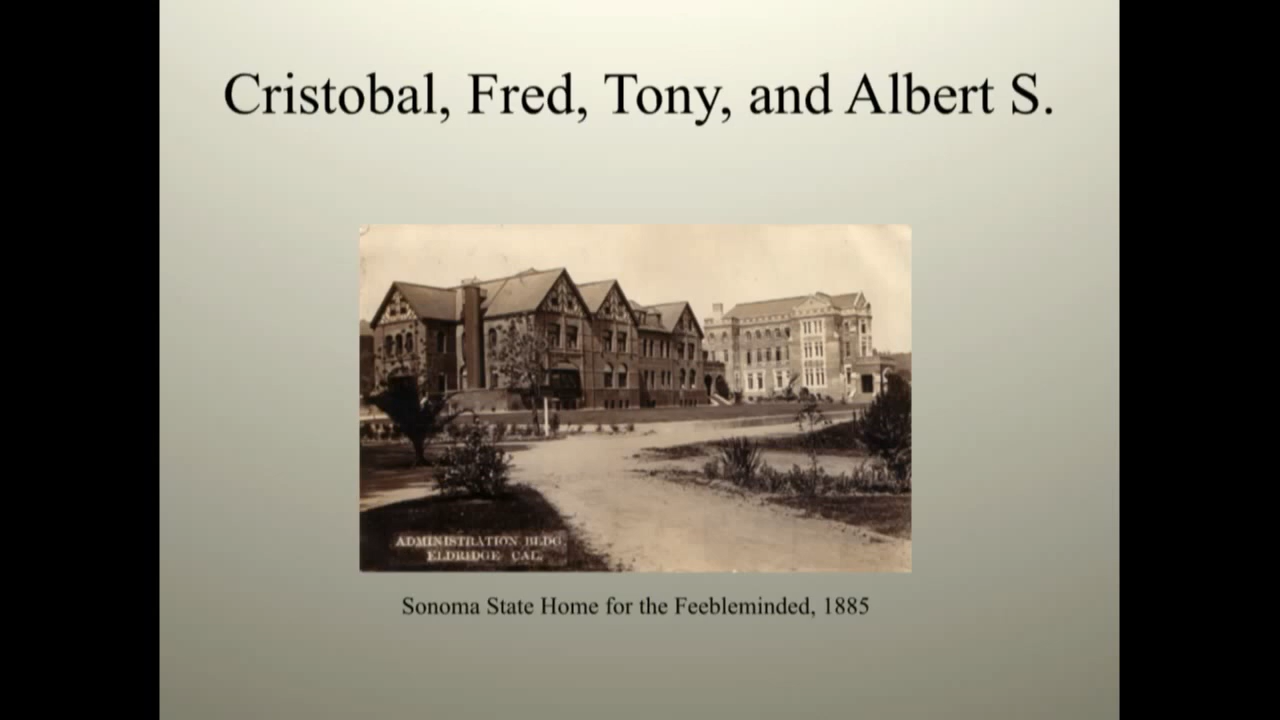 Cristobal, Fred, Tony, and Albert S.
ADMINISTRATION BLDG.
ELDRIDGE CAL.
Sonoma State Home for the Feebleminded, 1885